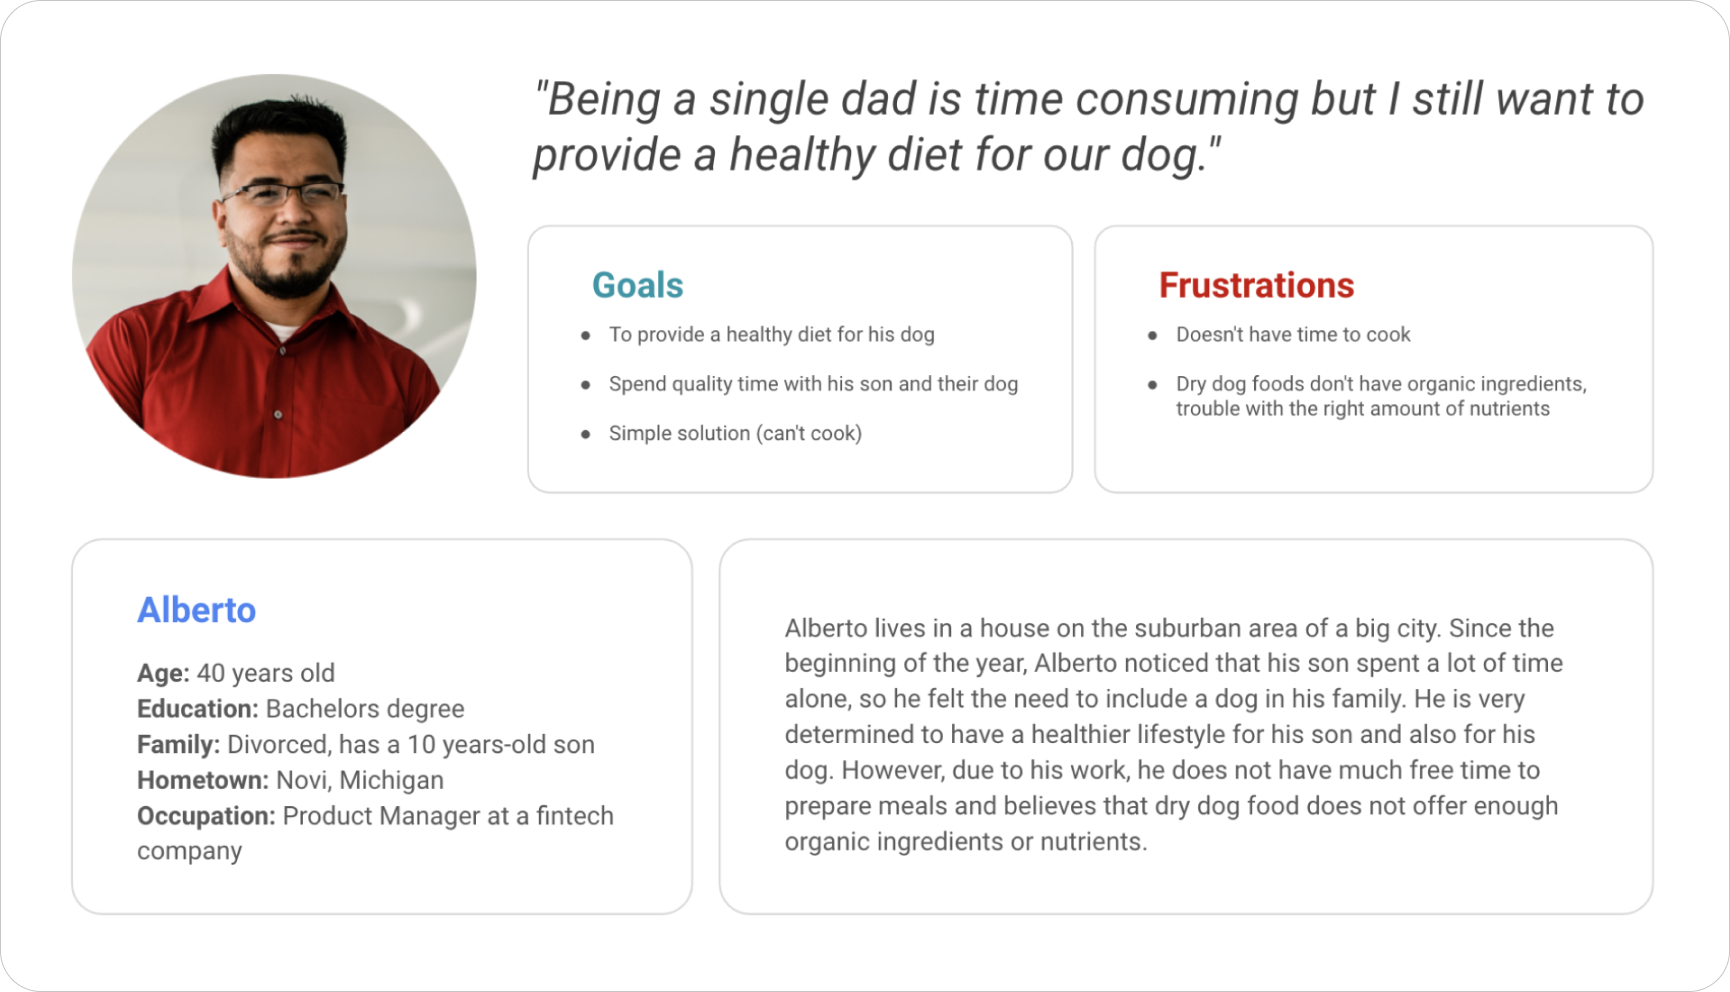 "Being a single dad is time consuming but I still want to
provide a healthy diet for our dog."
Goals
● To provide a healthy diet for his dog
● Spend quality time with his son and their dog
● Simple solution (can't cook)
Frustrations
● Doesn't have time to cook
● Dry dog foods don't have organic ingredients,
trouble with the right amount of nutrients
Alberto
Age: 40 years old
Education: Bachelors degree
Family: Divorced, has a 10 years-old son
Hometown: Novi, Michigan
Occupation: Product Manager at a fintech
company
Alberto lives in a house on the suburban area of a big city. Since the
beginning of the year, Alberto noticed that his son spent a lot of time
alone, so he felt the need to include a dog in his family. He is very
determined to have a healthier lifestyle for his son and also for his
dog. However, due to his work, he does not have much free time to
prepare meals and believes that dry dog food does not offer enough
organic ingredients or nutrients.